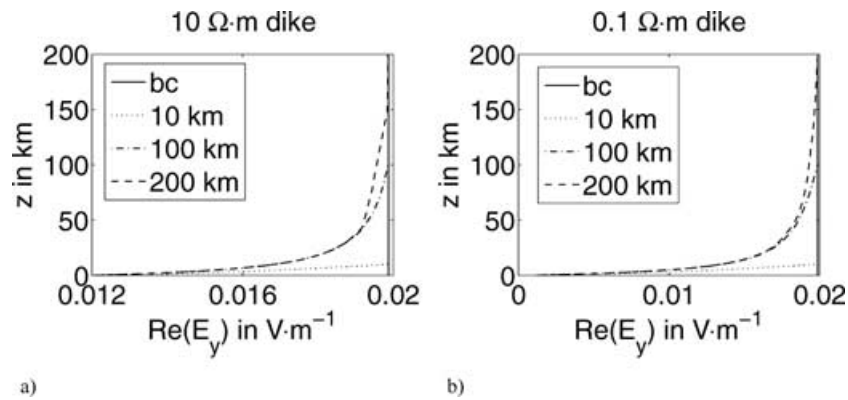 10 Ω·m dike
200
150
100
50
0
z in km
bc
10 km
100 km
200 km
0.012 0.016 0.02
Re(E_y) in V·m⁻¹
a)
0.1 Ω·m dike
200
150
100
50
0
z in km
bc
10 km
100 km
200 km
0 0.01 0.02
Re(E_y) in V·m⁻¹
b)